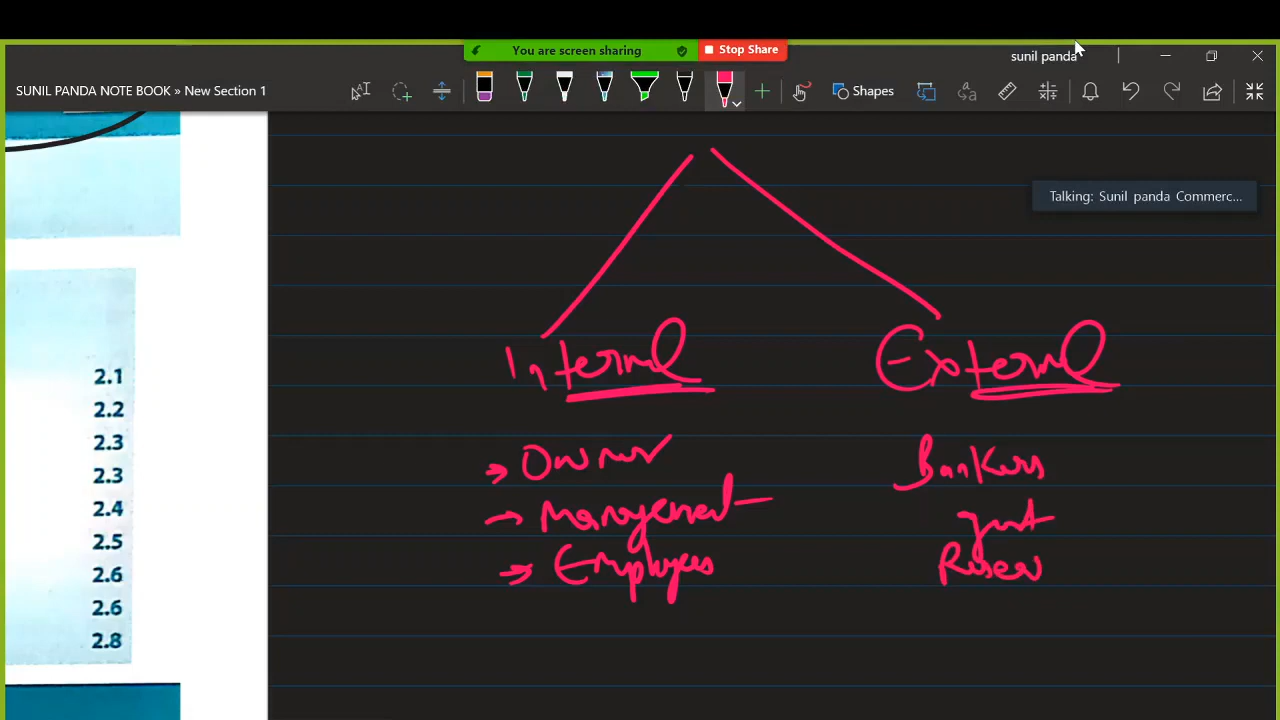 You are screen sharing
Stop Share
sunil panda
SUNIL PANDA NOTE BOOK » New Section 1
Shapes
Talking: Sunil panda Commerc...
Internal
External
2.1
2.2
2.3
2.3
2.4
2.5
2.6
2.6
2.8
→ Owner
Bankers
→ Management
→ Employees